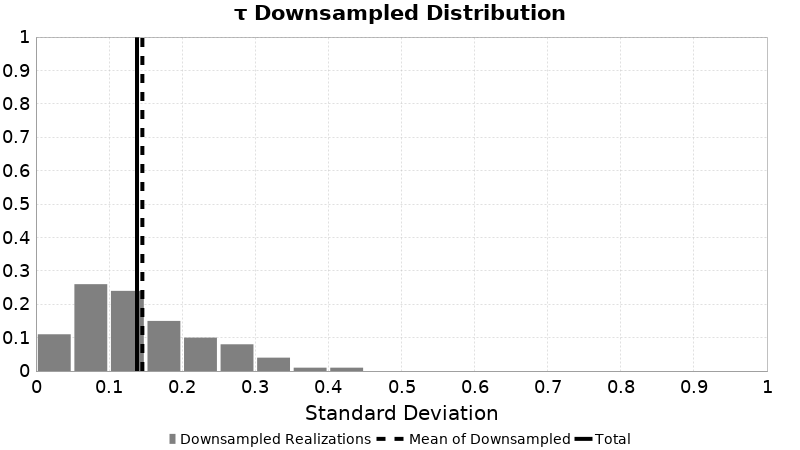 τ Downsampled Distribution
1
0.9
0.8
0.7
0.6
0.5
0.4
0.3
0.2
0.1
0
0 0.1 0.2 0.3 0.4 0.5 0.6 0.7 0.8 0.9 1
Standard Deviation
Downsampled Realizations Mean of Downsampled Total